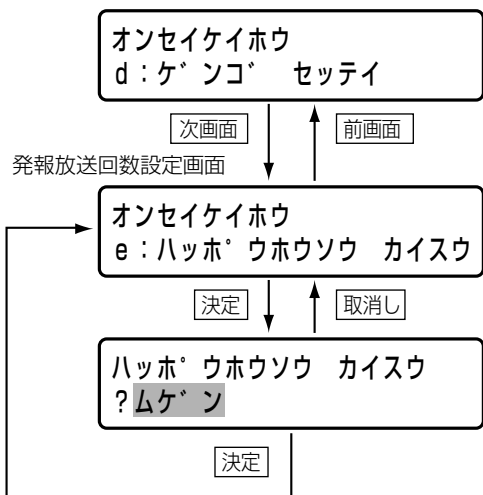 オンセイケイホウ
d：ケ゛ンコ゛ セッテイ
次画面 前画面
発報放送回数設定画面
オンセイケイホウ
e：ハッホ゜ウホウソウ カイスウ
決定 取消し
ハッホ゜ウホウソウ カイスウ
?ムケ゛ン
決定